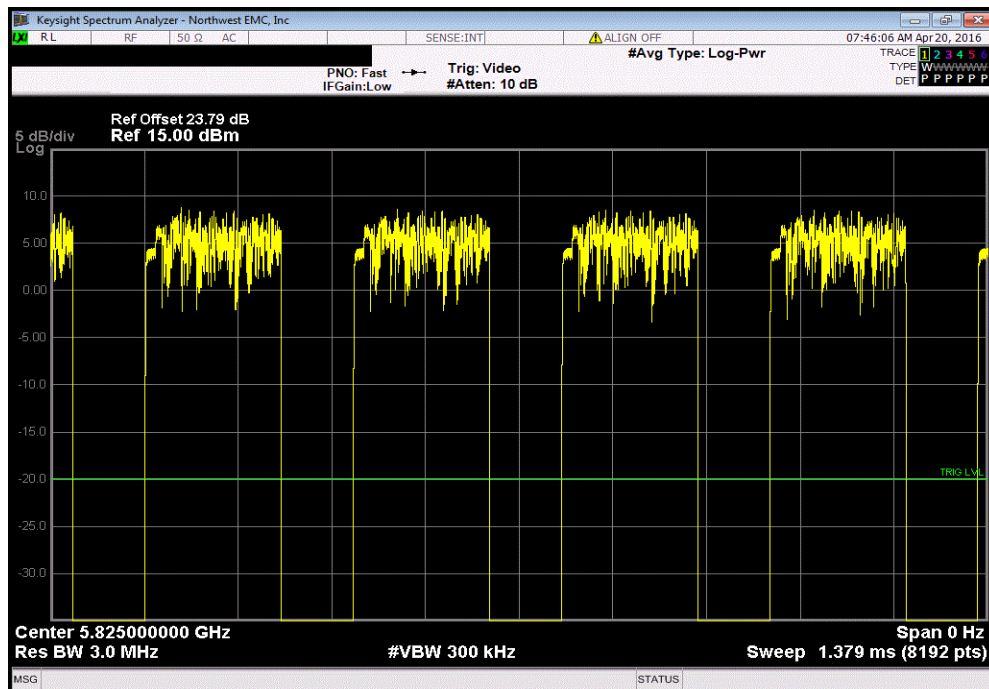 Keysight Spectrum Analyzer - Northwest EMC, Inc
LXI RL RF 50 Ω AC SENSE:INT ALIGN OFF 07:46:06 AM Apr 20, 2016
#Avg Type: Log-Pwr TRACE 1 2 3 4 5 6
PNO: Fast Trig: Video TYPE WWWWWW
IFGain:Low #Atten: 10 dB DET P P P P P P
Ref Offset 23.79 dB
5 dB/div Ref 15.00 dBm
Log
10.0
5.00
0.00
-5.00
-10.0
-15.0
TRIG LVL
-20.0
-25.0
-30.0
Center 5.825000000 GHz Span 0 Hz
Res BW 3.0 MHz #VBW 300 kHz Sweep 1.379 ms (8192 pts)
MSG STATUS